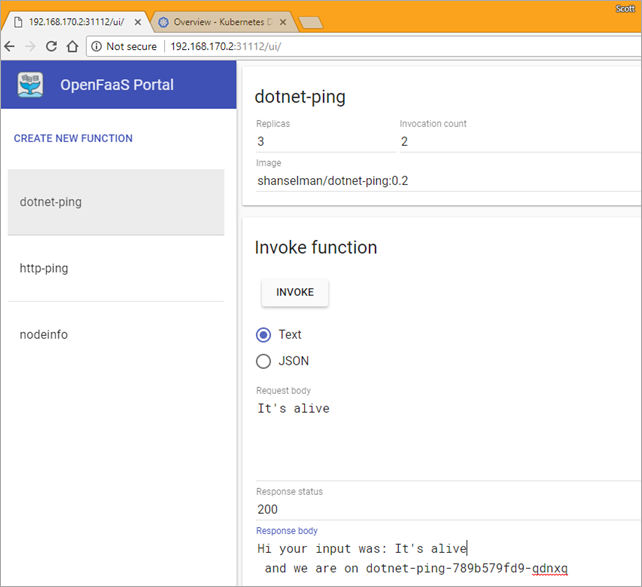 Scott
192.168.170.2:31112/ui/
Overview - Kubernetes D
Not secure
192.168.170.2:31112/ui/
OpenFaaS Portal
CREATE NEW FUNCTION
dotnet-ping
http-ping
nodeinfo
dotnet-ping
Replicas
Invocation count
3
2
Image
shanselman/dotnet-ping:0.2
Invoke function
INVOKE
Text
JSON
Request body
It's alive
Response status
200
Response body
Hi your input was: It's alive
and we are on dotnet-ping-789b579fd9-qdnxq